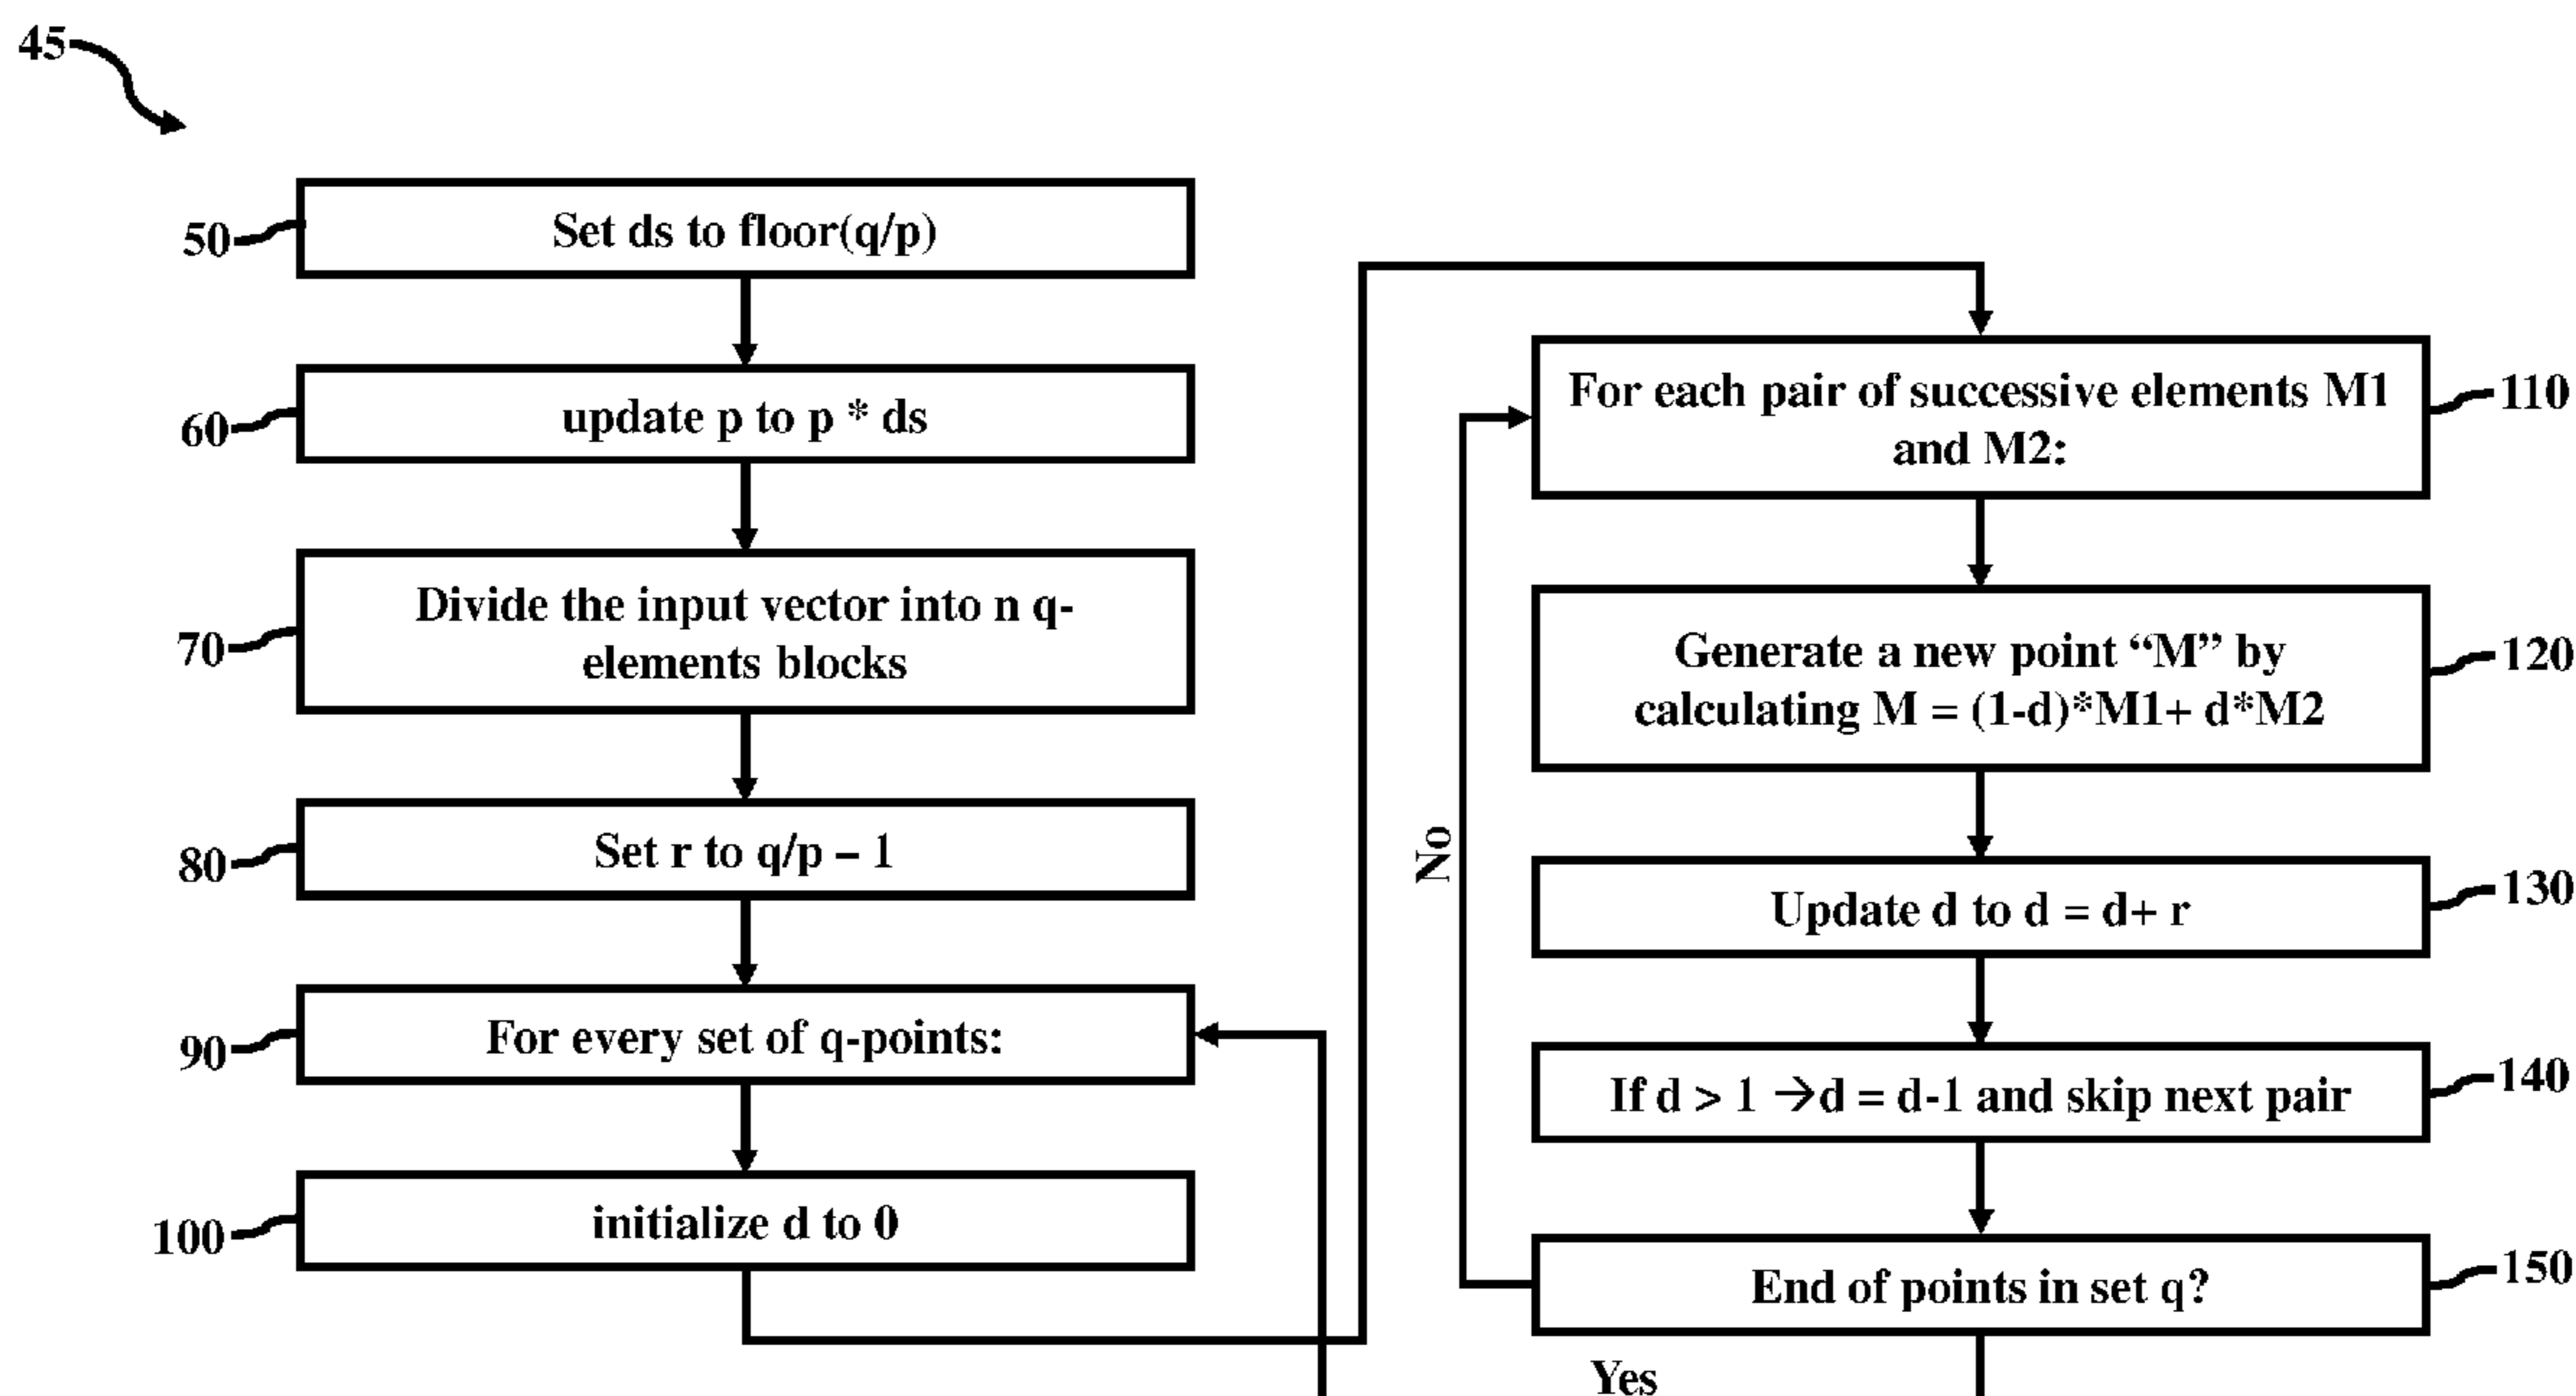 45
50
Set ds to floor(q/p)
60
update p to p * ds
70
Divide the input vector into n q-
elements blocks
80
Set r to q/p – 1
90
For every set of q-points:
100
initialize d to 0
For each pair of successive elements M1
and M2:
110
Generate a new point “M” by
calculating M = (1-d)*M1+ d*M2
120
No
Update d to d = d+ r
130
If d > 1 →d = d-1 and skip next pair
140
End of points in set q?
150
Yes